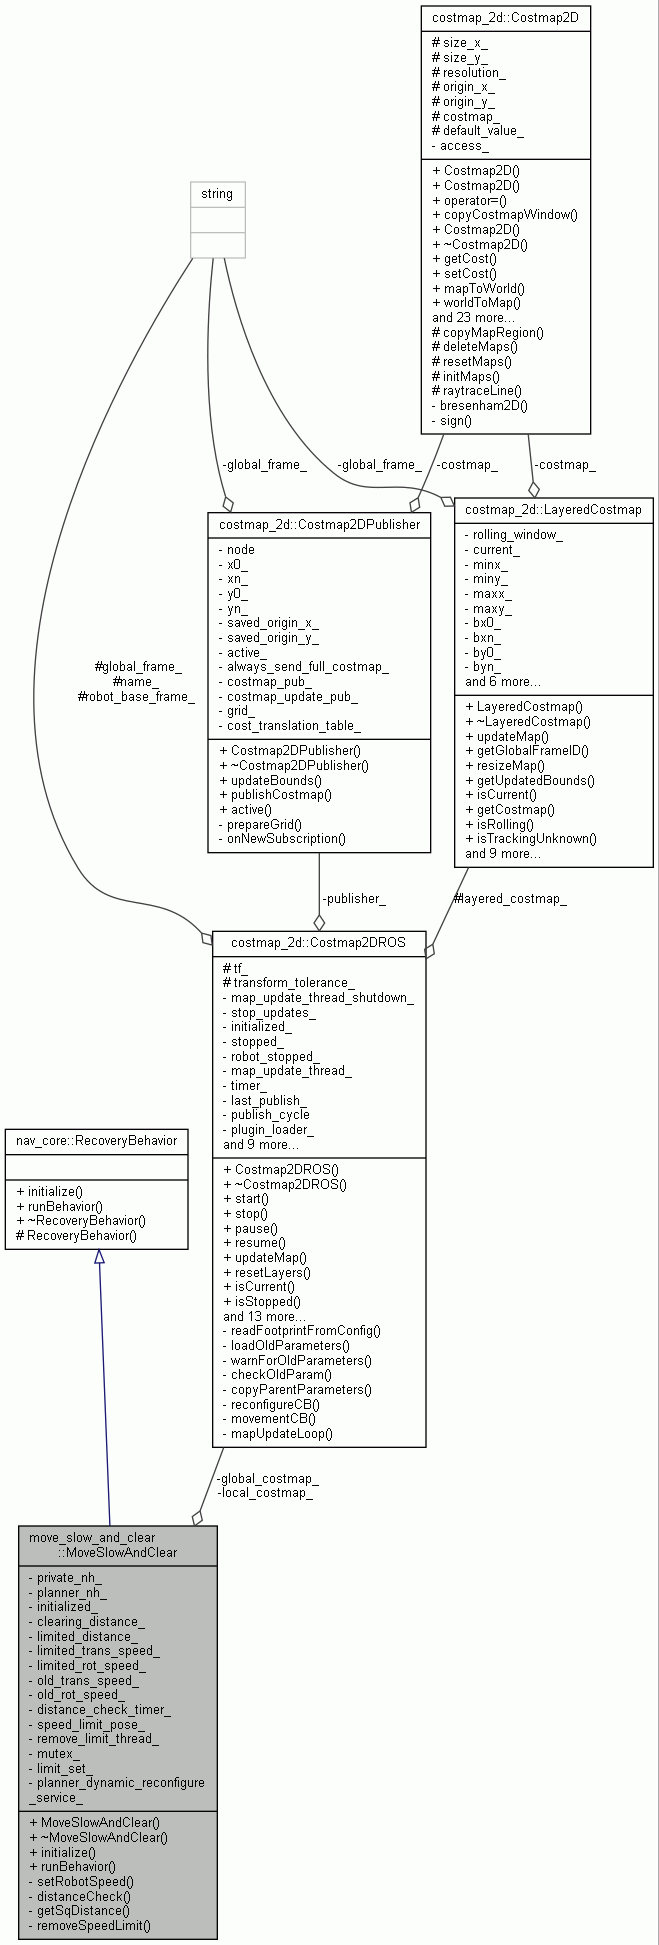 costmap_2d::Costmap2D
# size_x_
# size_y_
# resolution_
# origin_x_
# origin_y_
# costmap_
# default_value_
- access_
+ Costmap2D()
+ Costmap2D()
+ operator=()
+ copyCostmapWindow()
+ Costmap2D()
+ ~Costmap2D()
+ getCost()
+ setCost()
+ mapToWorld()
+ worldToMap()
and 23 more...
# copyMapRegion()
# deleteMaps()
# resetMaps()
# initMaps()
# raytraceLine()
- bresenham2D()
- sign()
string
-global_frame_
-global_frame_
-costmap_
-costmap_
costmap_2d::Costmap2DPublisher
- node
- x0_
- xn_
- y0_
- yn_
- saved_origin_x_
- saved_origin_y_
- active_
- always_send_full_costmap_
- costmap_pub_
- costmap_update_pub_
- grid_
- cost_translation_table_
+ Costmap2DPublisher()
+ ~Costmap2DPublisher()
+ updateBounds()
+ publishCostmap()
+ active()
- prepareGrid()
- onNewSubscription()
costmap_2d::LayeredCostmap
- rolling_window_
- current_
- minx_
- miny_
- maxx_
- maxy_
- bx0_
- bxn_
- by0_
- byn_
and 6 more...
+ LayeredCostmap()
+ ~LayeredCostmap()
+ updateMap()
+ getGlobalFrameID()
+ resizeMap()
+ getUpdatedBounds()
+ isCurrent()
+ getCostmap()
+ isRolling()
+ isTrackingUnknown()
and 9 more...
#global_frame_
#name_
#robot_base_frame_
-publisher_
#layered_costmap_
costmap_2d::Costmap2DROS
# tf_
# transform_tolerance_
- map_update_thread_shutdown_
- stop_updates_
- initialized_
- stopped_
- robot_stopped_
- map_update_thread_
- timer_
- last_publish_
- publish_cycle
- plugin_loader_
and 9 more...
+ Costmap2DROS()
+ ~Costmap2DROS()
+ start()
+ stop()
+ pause()
+ resume()
+ updateMap()
+ resetLayers()
+ isCurrent()
+ isStopped()
and 13 more...
- readFootprintFromConfig()
- loadOldParameters()
- warnForOldParameters()
- checkOldParam()
- copyParentParameters()
- reconfigureCB()
- movementCB()
- mapUpdateLoop()
nav_core::RecoveryBehavior
+ initialize()
+ runBehavior()
+ ~RecoveryBehavior()
# RecoveryBehavior()
-global_costmap_
-local_costmap_
move_slow_and_clear
::MoveSlowAndClear
- private_nh_
- planner_nh_
- initialized_
- clearing_distance_
- limited_distance_
- limited_trans_speed_
- limited_rot_speed_
- old_trans_speed_
- old_rot_speed_
- distance_check_timer_
- speed_limit_pose_
- remove_limit_thread_
- mutex_
- limit_set_
- planner_dynamic_reconfigure
_service_
+ MoveSlowAndClear()
+ ~MoveSlowAndClear()
+ initialize()
+ runBehavior()
- setRobotSpeed()
- distanceCheck()
- getSqDistance()
- removeSpeedLimit()